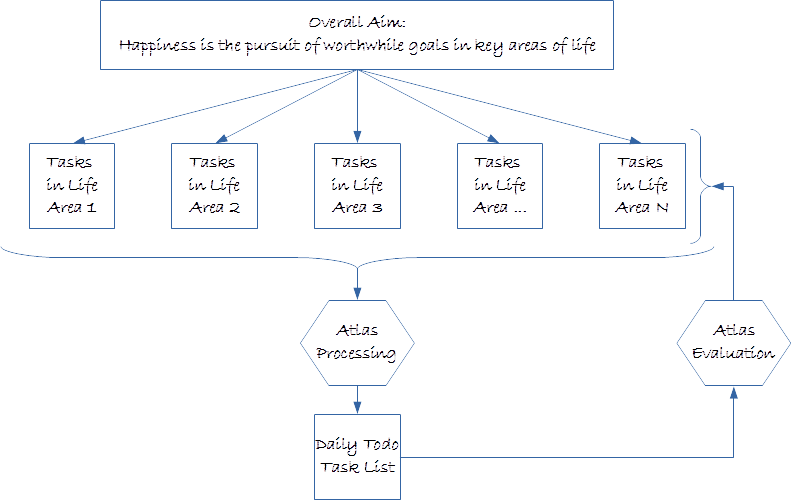 Overall Aim:
Happiness is the pursuit of worthwhile goals in key areas of life
Tasks
in Life
Area 1
Tasks
in Life
Area 2
Tasks
in Life
Area 3
Tasks
in Life
Area ...
Tasks
in Life
Area N
Atlas
Processing
Atlas
Evaluation
Daily Todo
Task List